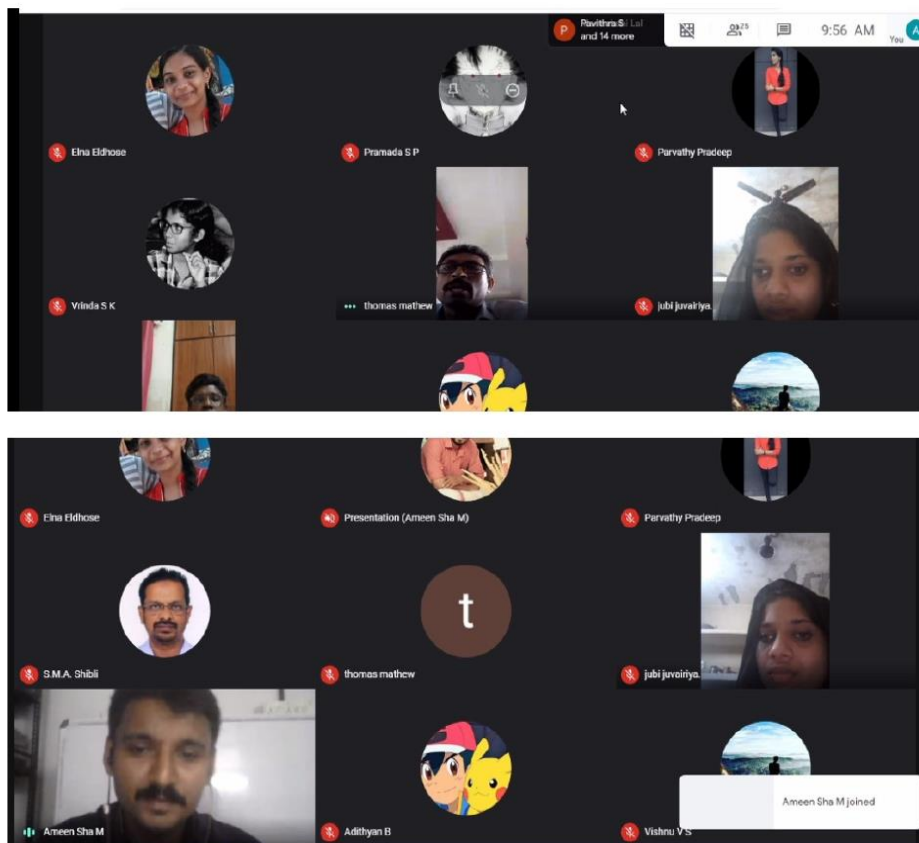 P
Pavithra S
and 14 more
25
9:56 AM
You
A
Elna Eldhose
Pramada S P
Parvathy Pradeep
Vrinda S K
thomas mathew
jubi juvairiya.
Elna Eldhose
Presentation (Ameen Sha M)
Parvathy Pradeep
t
S.M.A. Shibli
thomas mathew
jubi juvairiya.
Ameen Sha M joined
Ameen Sha M
Adithyan B
Vishnu V S